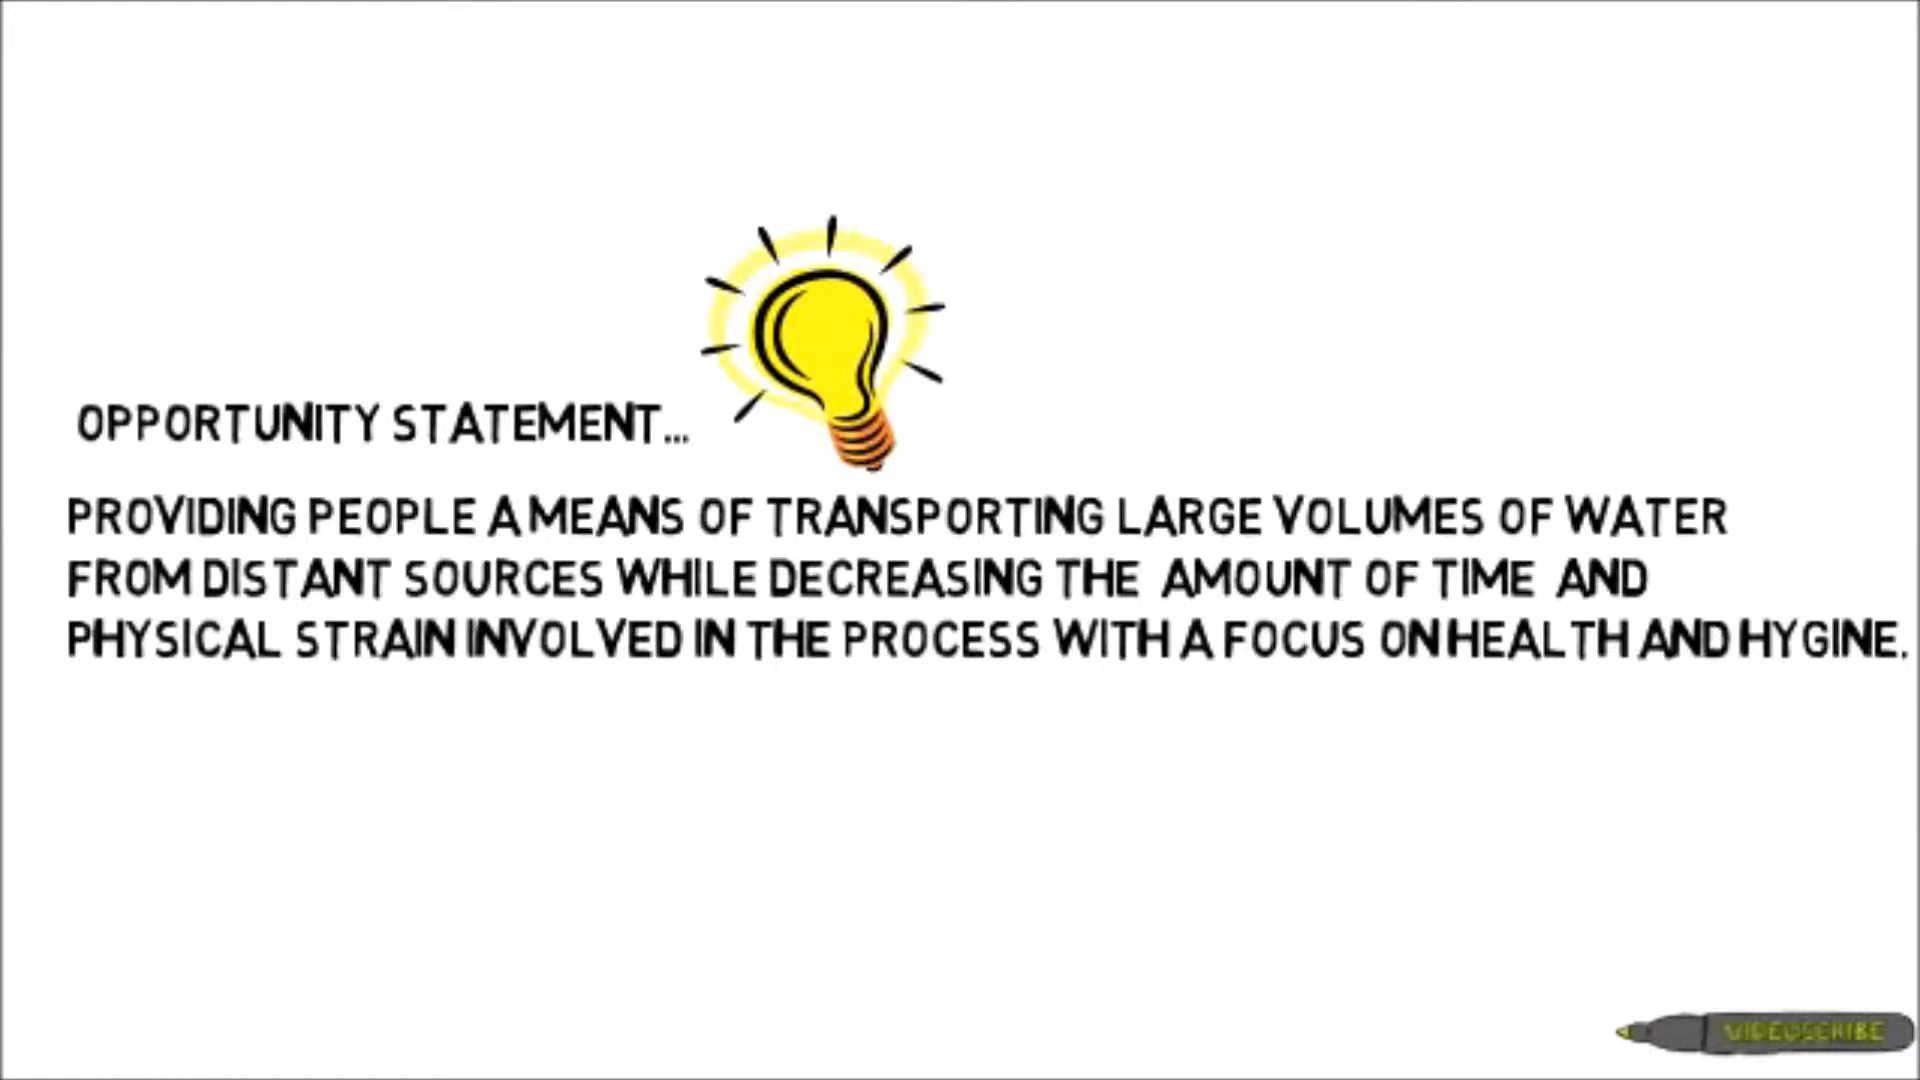 OPPORTUNITY STATEMENT...
PROVIDING PEOPLE A MEANS OF TRANSPORTING LARGE VOLUMES OF WATER
FROM DISTANT SOURCES WHILE DECREASING THE AMOUNT OF TIME AND
PHYSICAL STRAIN INVOLVED IN THE PROCESS WITH A FOCUS ON HEALTH AND HYGINE.
VIDEOSCRIBE